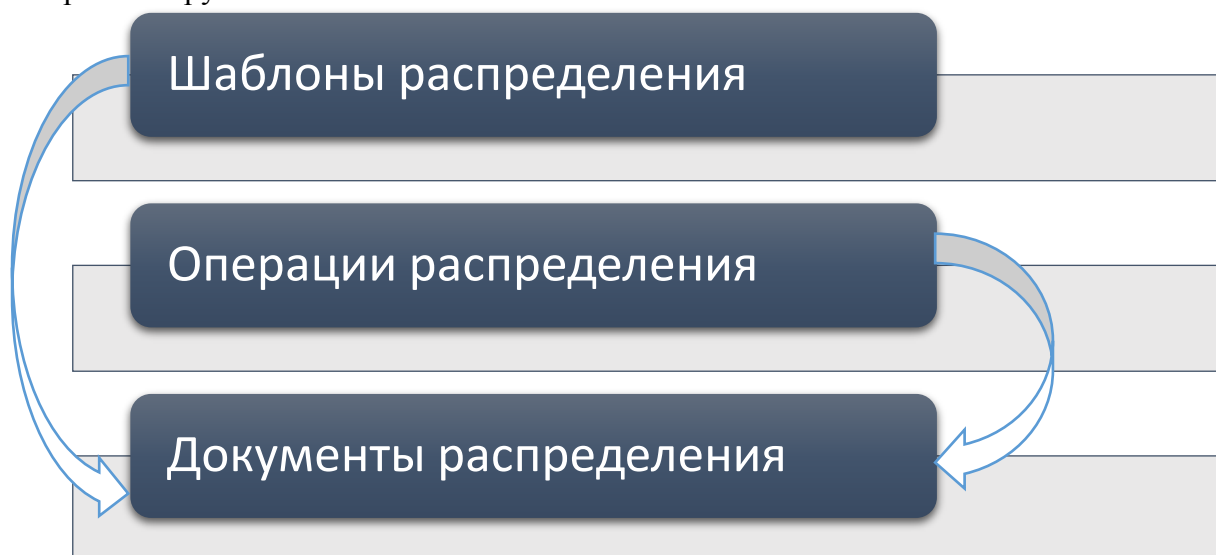 Шаблоны распределения
Операции распределения
Документы распределения